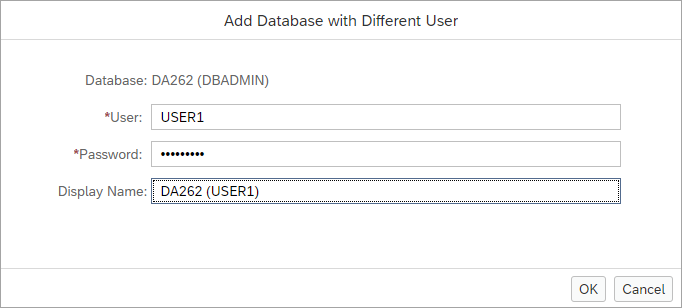 Add Database with Different User
Database: DA262 (DBADMIN)
*User: USER1
*Password: •••••••••
Display Name: DA262 (USER1)
OK Cancel